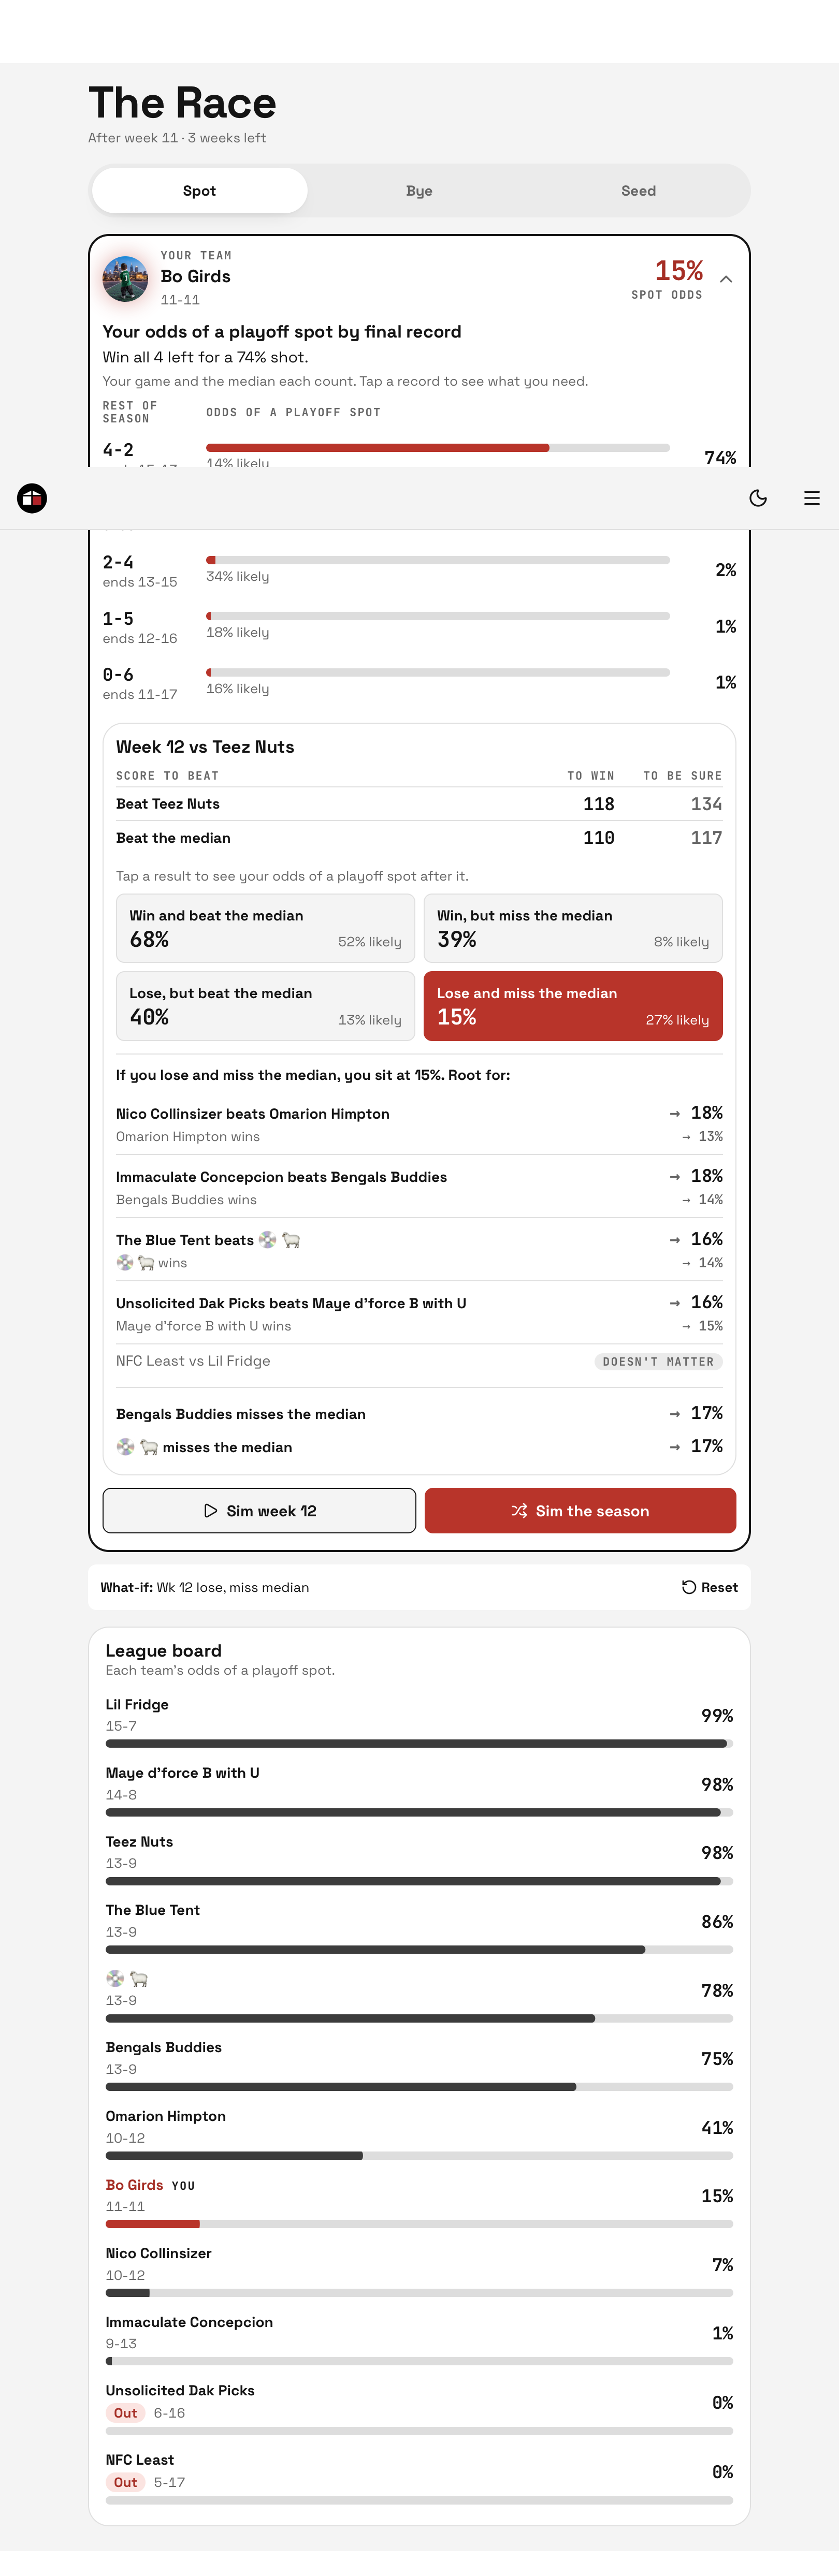 The Race
After week 11 · 3 weeks left
Spot
Bye
Seed
YOUR TEAM
Bo Girds
11-11
15%
SPOT ODDS
Your odds of a playoff spot by final record
Win all 4 left for a 74% shot.
Your game and the median each count. Tap a record to see what you need.
REST OF SEASON
ODDS OF A PLAYOFF SPOT
4-2
14% likely
74%
2-4
ends 13-15
34% likely
2%
1-5
ends 12-16
18% likely
1%
0-6
ends 11-17
16% likely
1%
Week 12 vs Teez Nuts
SCORE TO BEAT
TO WIN
TO BE SURE
Beat Teez Nuts
118
134
Beat the median
110
117
Tap a result to see your odds of a playoff spot after it.
Win and beat the median
68%
52% likely
Win, but miss the median
39%
8% likely
Lose, but beat the median
40%
13% likely
Lose and miss the median
15%
27% likely
If you lose and miss the median, you sit at 15%. Root for:
Nico Collinsizer beats Omarion Himpton
→ 18%
Omarion Himpton wins
→ 13%
Immaculate Concepcion beats Bengals Buddies
→ 18%
Bengals Buddies wins
→ 14%
The Blue Tent beats 💿 🐑
→ 16%
💿 🐑 wins
→ 14%
Unsolicited Dak Picks beats Maye d'force B with U
→ 16%
Maye d'force B with U wins
→ 15%
NFC Least vs Lil Fridge
DOESN'T MATTER
Bengals Buddies misses the median
→ 17%
💿 🐑 misses the median
→ 17%
Sim week 12
Sim the season
What-if: Wk 12 lose, miss median
Reset
League board
Each team's odds of a playoff spot.
Lil Fridge
15-7
99%
Maye d'force B with U
14-8
98%
Teez Nuts
13-9
98%
The Blue Tent
13-9
86%
💿 🐑
13-9
78%
Bengals Buddies
13-9
75%
Omarion Himpton
10-12
41%
Bo Girds YOU
11-11
15%
Nico Collinsizer
10-12
7%
Immaculate Concepcion
9-13
1%
Unsolicited Dak Picks
Out 6-16
0%
NFC Least
Out 5-17
0%